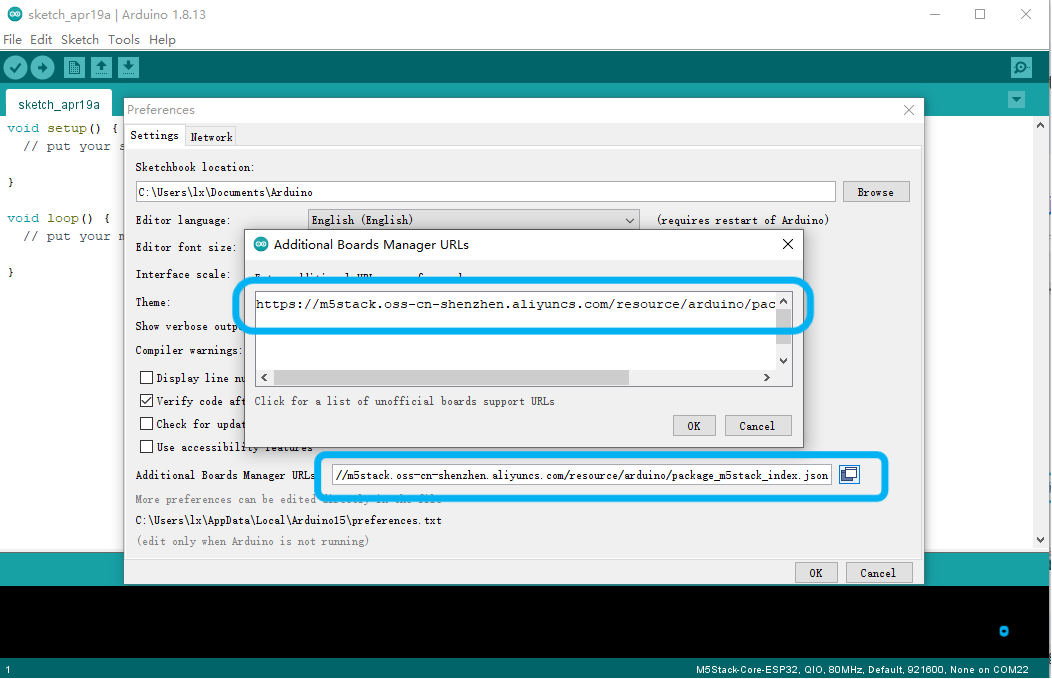 sketch_apr19a | Arduino 1.8.13
File Edit Sketch Tools Help
sketch_apr19a
void setup() {
// put your s
}
void loop() {
// put your m
}
Preferences
Settings Network
Sketchbook location:
C:\Users\lx\Documents\Arduino Browse
Editor language: English (English) (requires restart of Arduino)
Editor font size:
Interface scale:
Theme:
Show verbose outp
Compiler warnings:
Display line nu
Verify code aft
Check for updat
Use accessibility features
Additional Boards Manager URLs
https://m5stack.oss-cn-shenzhen.aliyuncs.com/resource/arduino/pac
Click for a list of unofficial boards support URLs
OK Cancel
Additional Boards Manager URLs //m5stack.oss-cn-shenzhen.aliyuncs.com/resource/arduino/package_m5stack_index.json
More preferences can be edited directly in the file
C:\Users\lx\AppData\Local\Arduino15\preferences.txt
(edit only when Arduino is not running)
OK Cancel
1 M5Stack-Core-ESP32, QIO, 80MHz, Default, 921600, None on COM22